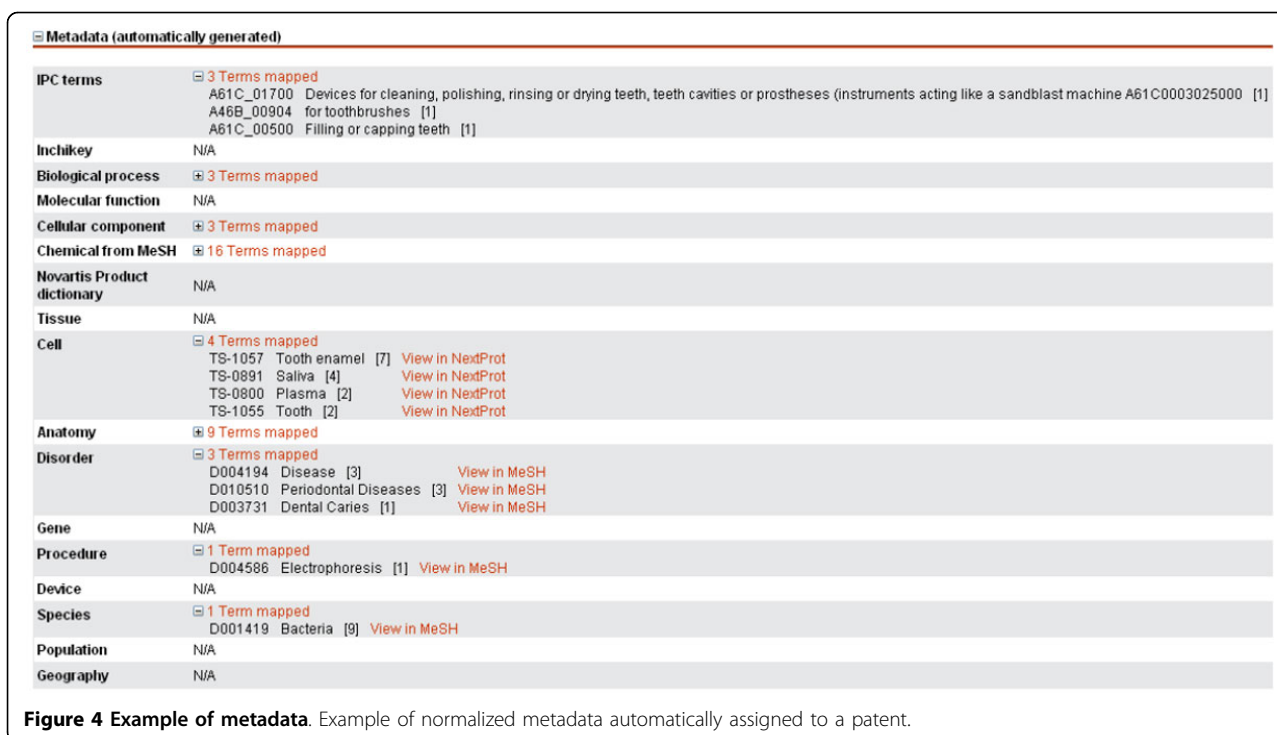 Metadata (automatically generated)
IPC terms 3 Terms mapped
A61C_01700 Devices for cleaning, polishing, rinsing or drying teeth, teeth cavities or prostheses (instruments acting like a sandblast machine A61C0003025000 [1]
A46B_00904 for toothbrushes [1]
A61C_00500 Filling or capping teeth [1]
Inchikey N/A
Biological process 3 Terms mapped
Molecular function N/A
Cellular component 3 Terms mapped
Chemical from MeSH 16 Terms mapped
Novartis Product
dictionary N/A
Tissue N/A
Cell 4 Terms mapped
TS-1057 Tooth enamel [7] View in NextProt
TS-0891 Saliva [4] View in NextProt
TS-0800 Plasma [2] View in NextProt
TS-1055 Tooth [2] View in NextProt
Anatomy 9 Terms mapped
Disorder 3 Terms mapped
D004194 Disease [3] View in MeSH
D010510 Periodontal Diseases [3] View in MeSH
D003731 Dental Caries [1] View in MeSH
Gene N/A
Procedure 1 Term mapped
D004586 Electrophoresis [1] View in MeSH
Device N/A
Species 1 Term mapped
D001419 Bacteria [9] View in MeSH
Population N/A
Geography N/A
Figure 4 Example of metadata. Example of normalized metadata automatically assigned to a patent.